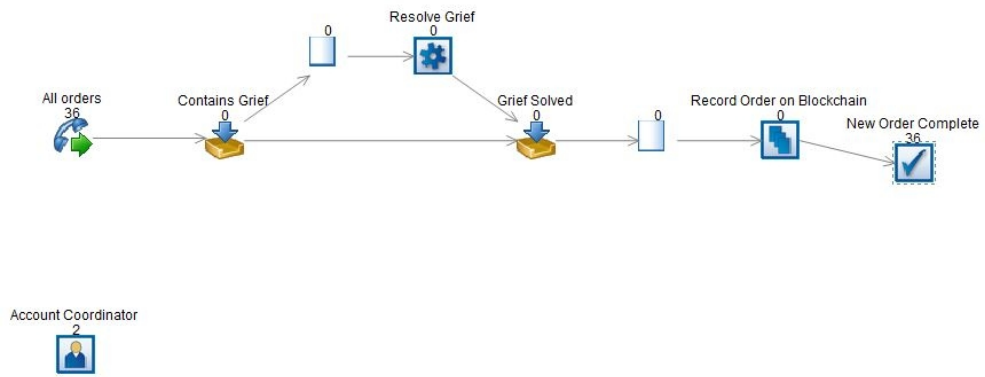 Resolve Grief
0
0
All orders
36
Contains Grief
0
Grief Solved
0
0
Record Order on Blockchain
0
New Order Complete
36
Account Coordinator
2